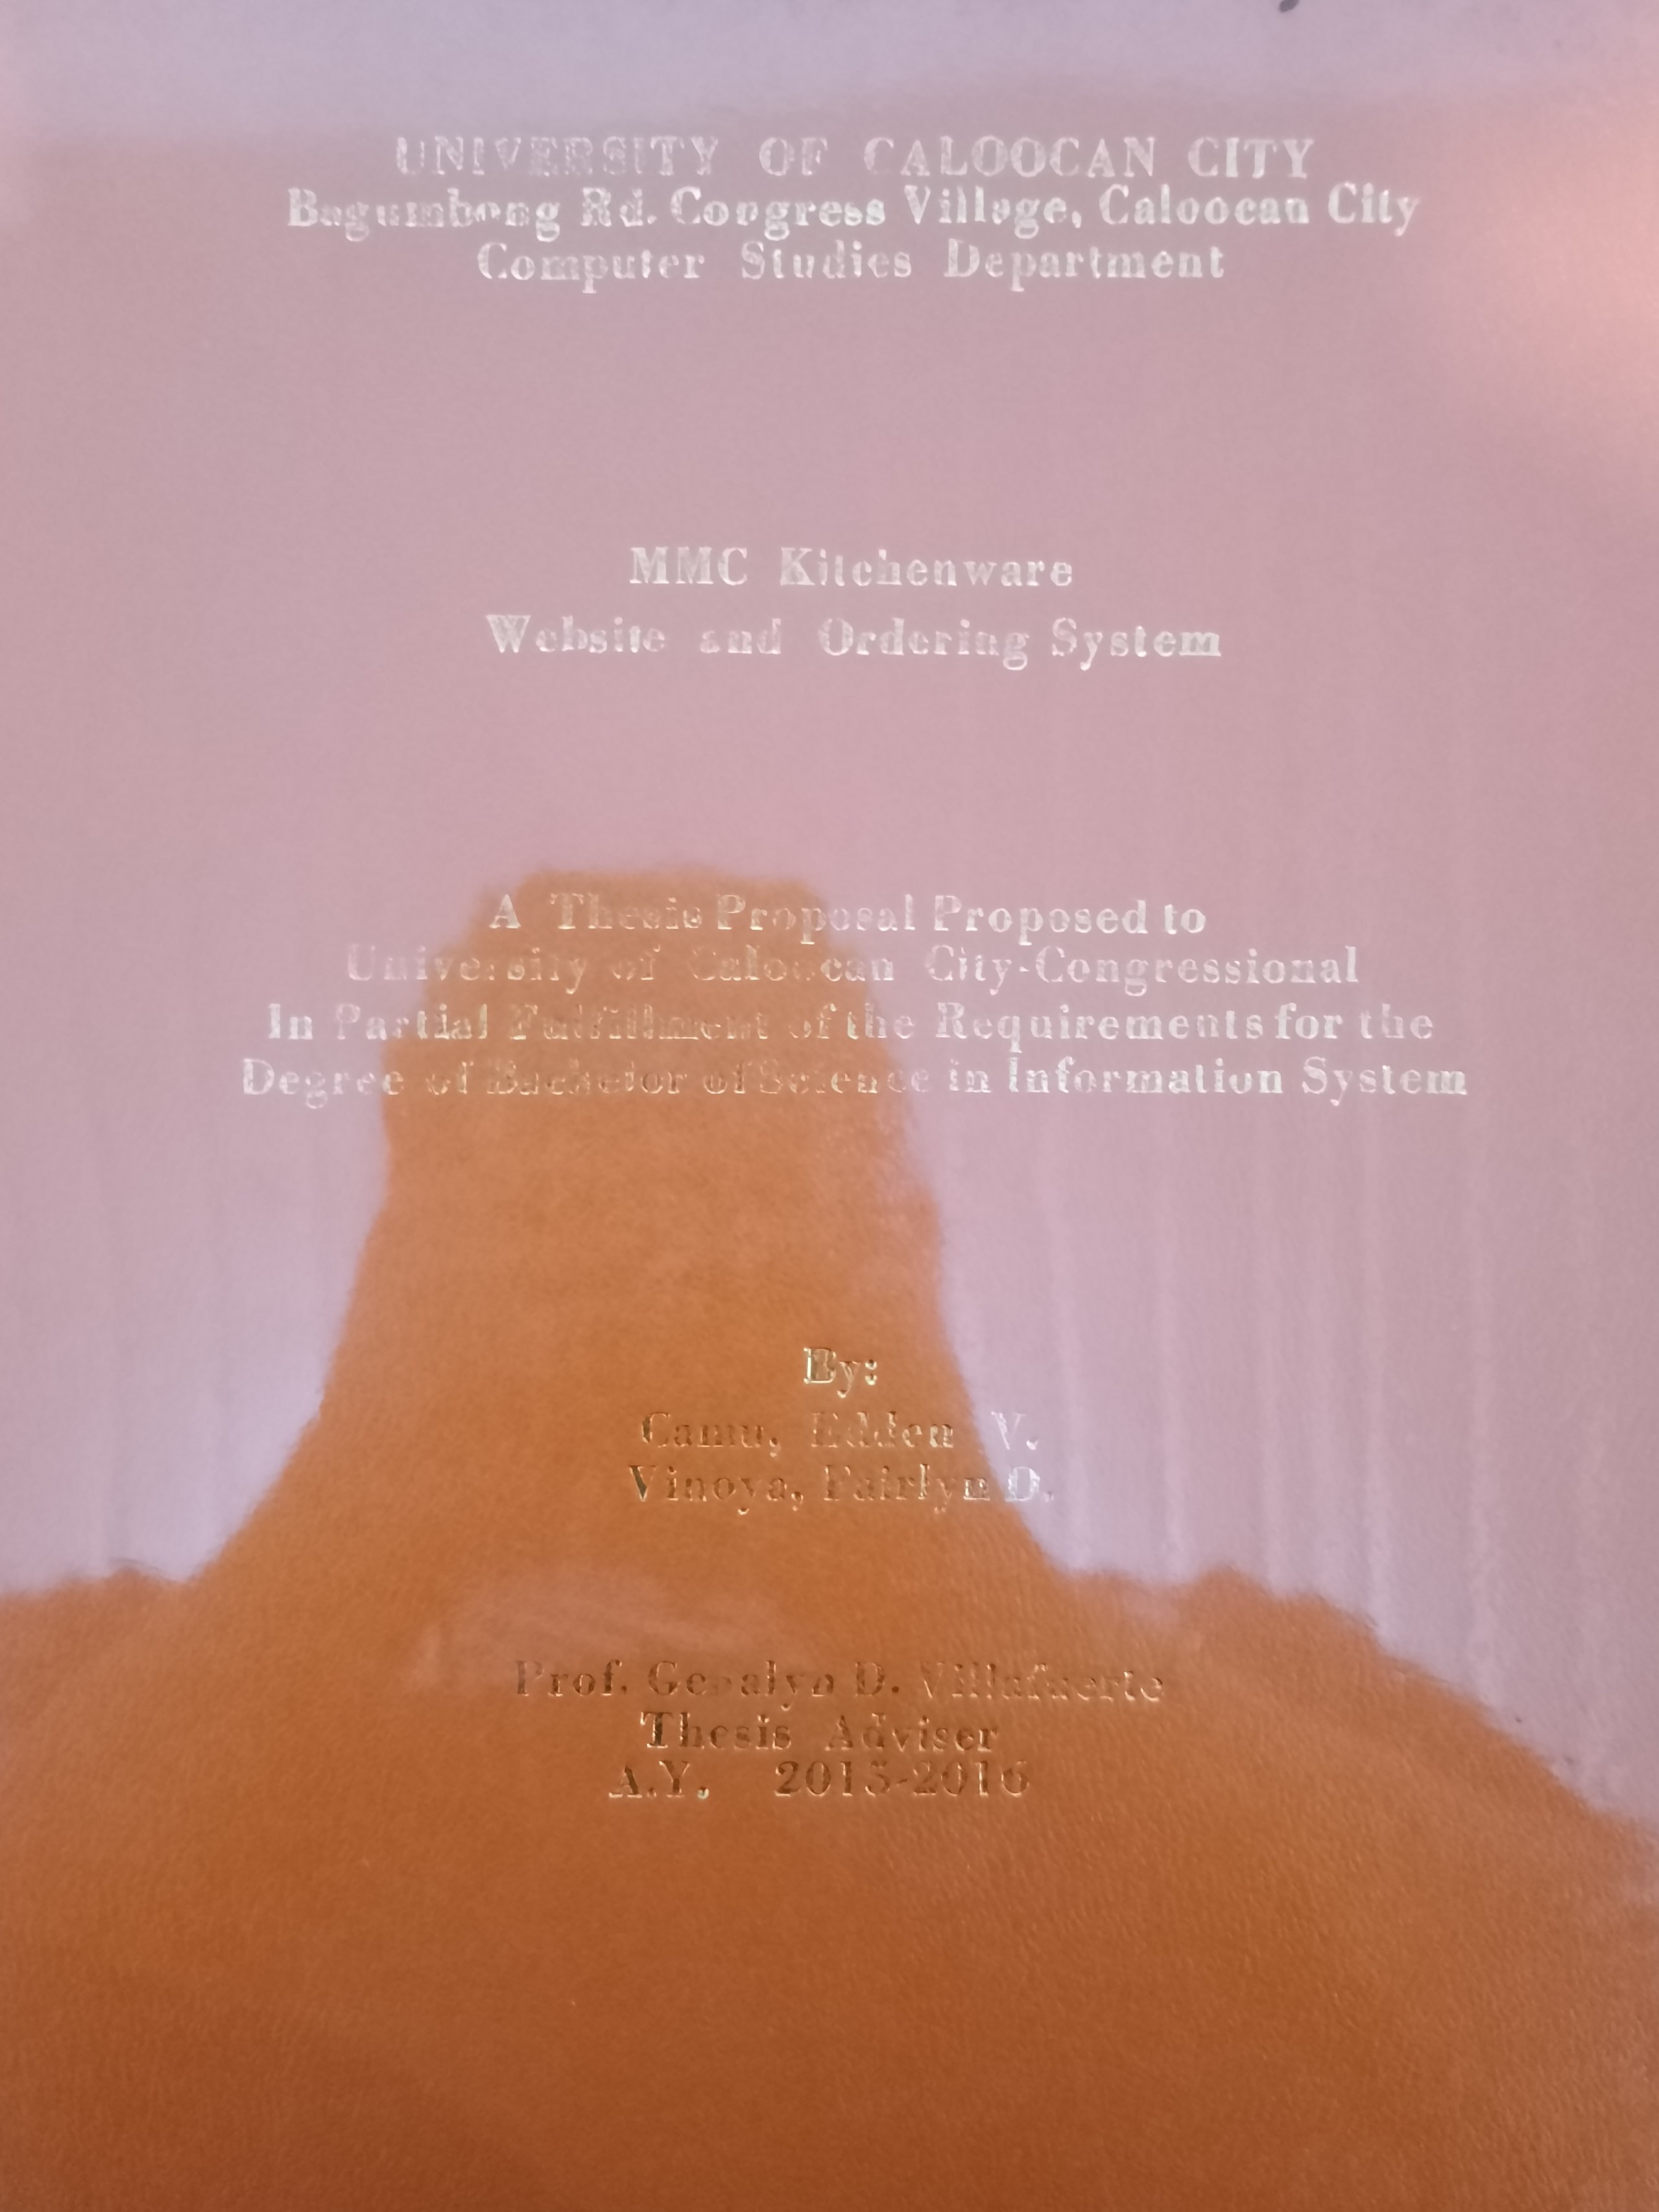 UNIVERSITY OF CALOOCAN CITY
Bagumbong Rd. Congress Village, Caloocan City
Computer Studies Department
MMC Kitchenware
Website and Ordering System
A Thesis Proposal Proposed to
University of Caloocan City-Congressional
In Partial Fulfillment of the Requirements for the
Degree of Bachelor of Science in Information System
By:
Camu, Edden V.
Vinoya, Fairlyn D.
Prof. D. Villafuerte
Thesis Adviser
A.Y. 2015-2016